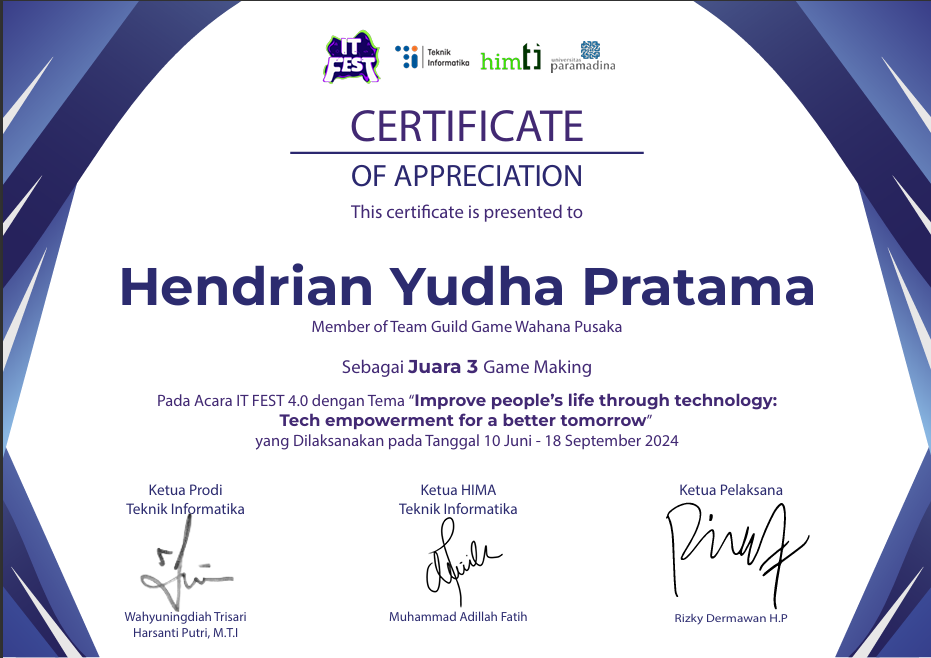 IT
FEST
Teknik
Informatika
himti
universitas
paramadina
CERTIFICATE
OF APPRECIATION
This certificate is presented to
Hendrian Yudha Pratama
Member of Team Guild Game Wahana Pusaka
Sebagai Juara 3 Game Making
Pada Acara IT FEST 4.0 dengan Tema “Improve people’s life through technology:
Tech empowerment for a better tomorrow”
yang Dilaksanakan pada Tanggal 10 Juni - 18 September 2024
Ketua Prodi
Teknik Informatika
Wahyuningdiah Trisari
Harsanti Putri, M.T.I
Ketua HIMA
Teknik Informatika
Muhammad Adillah Fatih
Ketua Pelaksana
Rizky Dermawan H.P